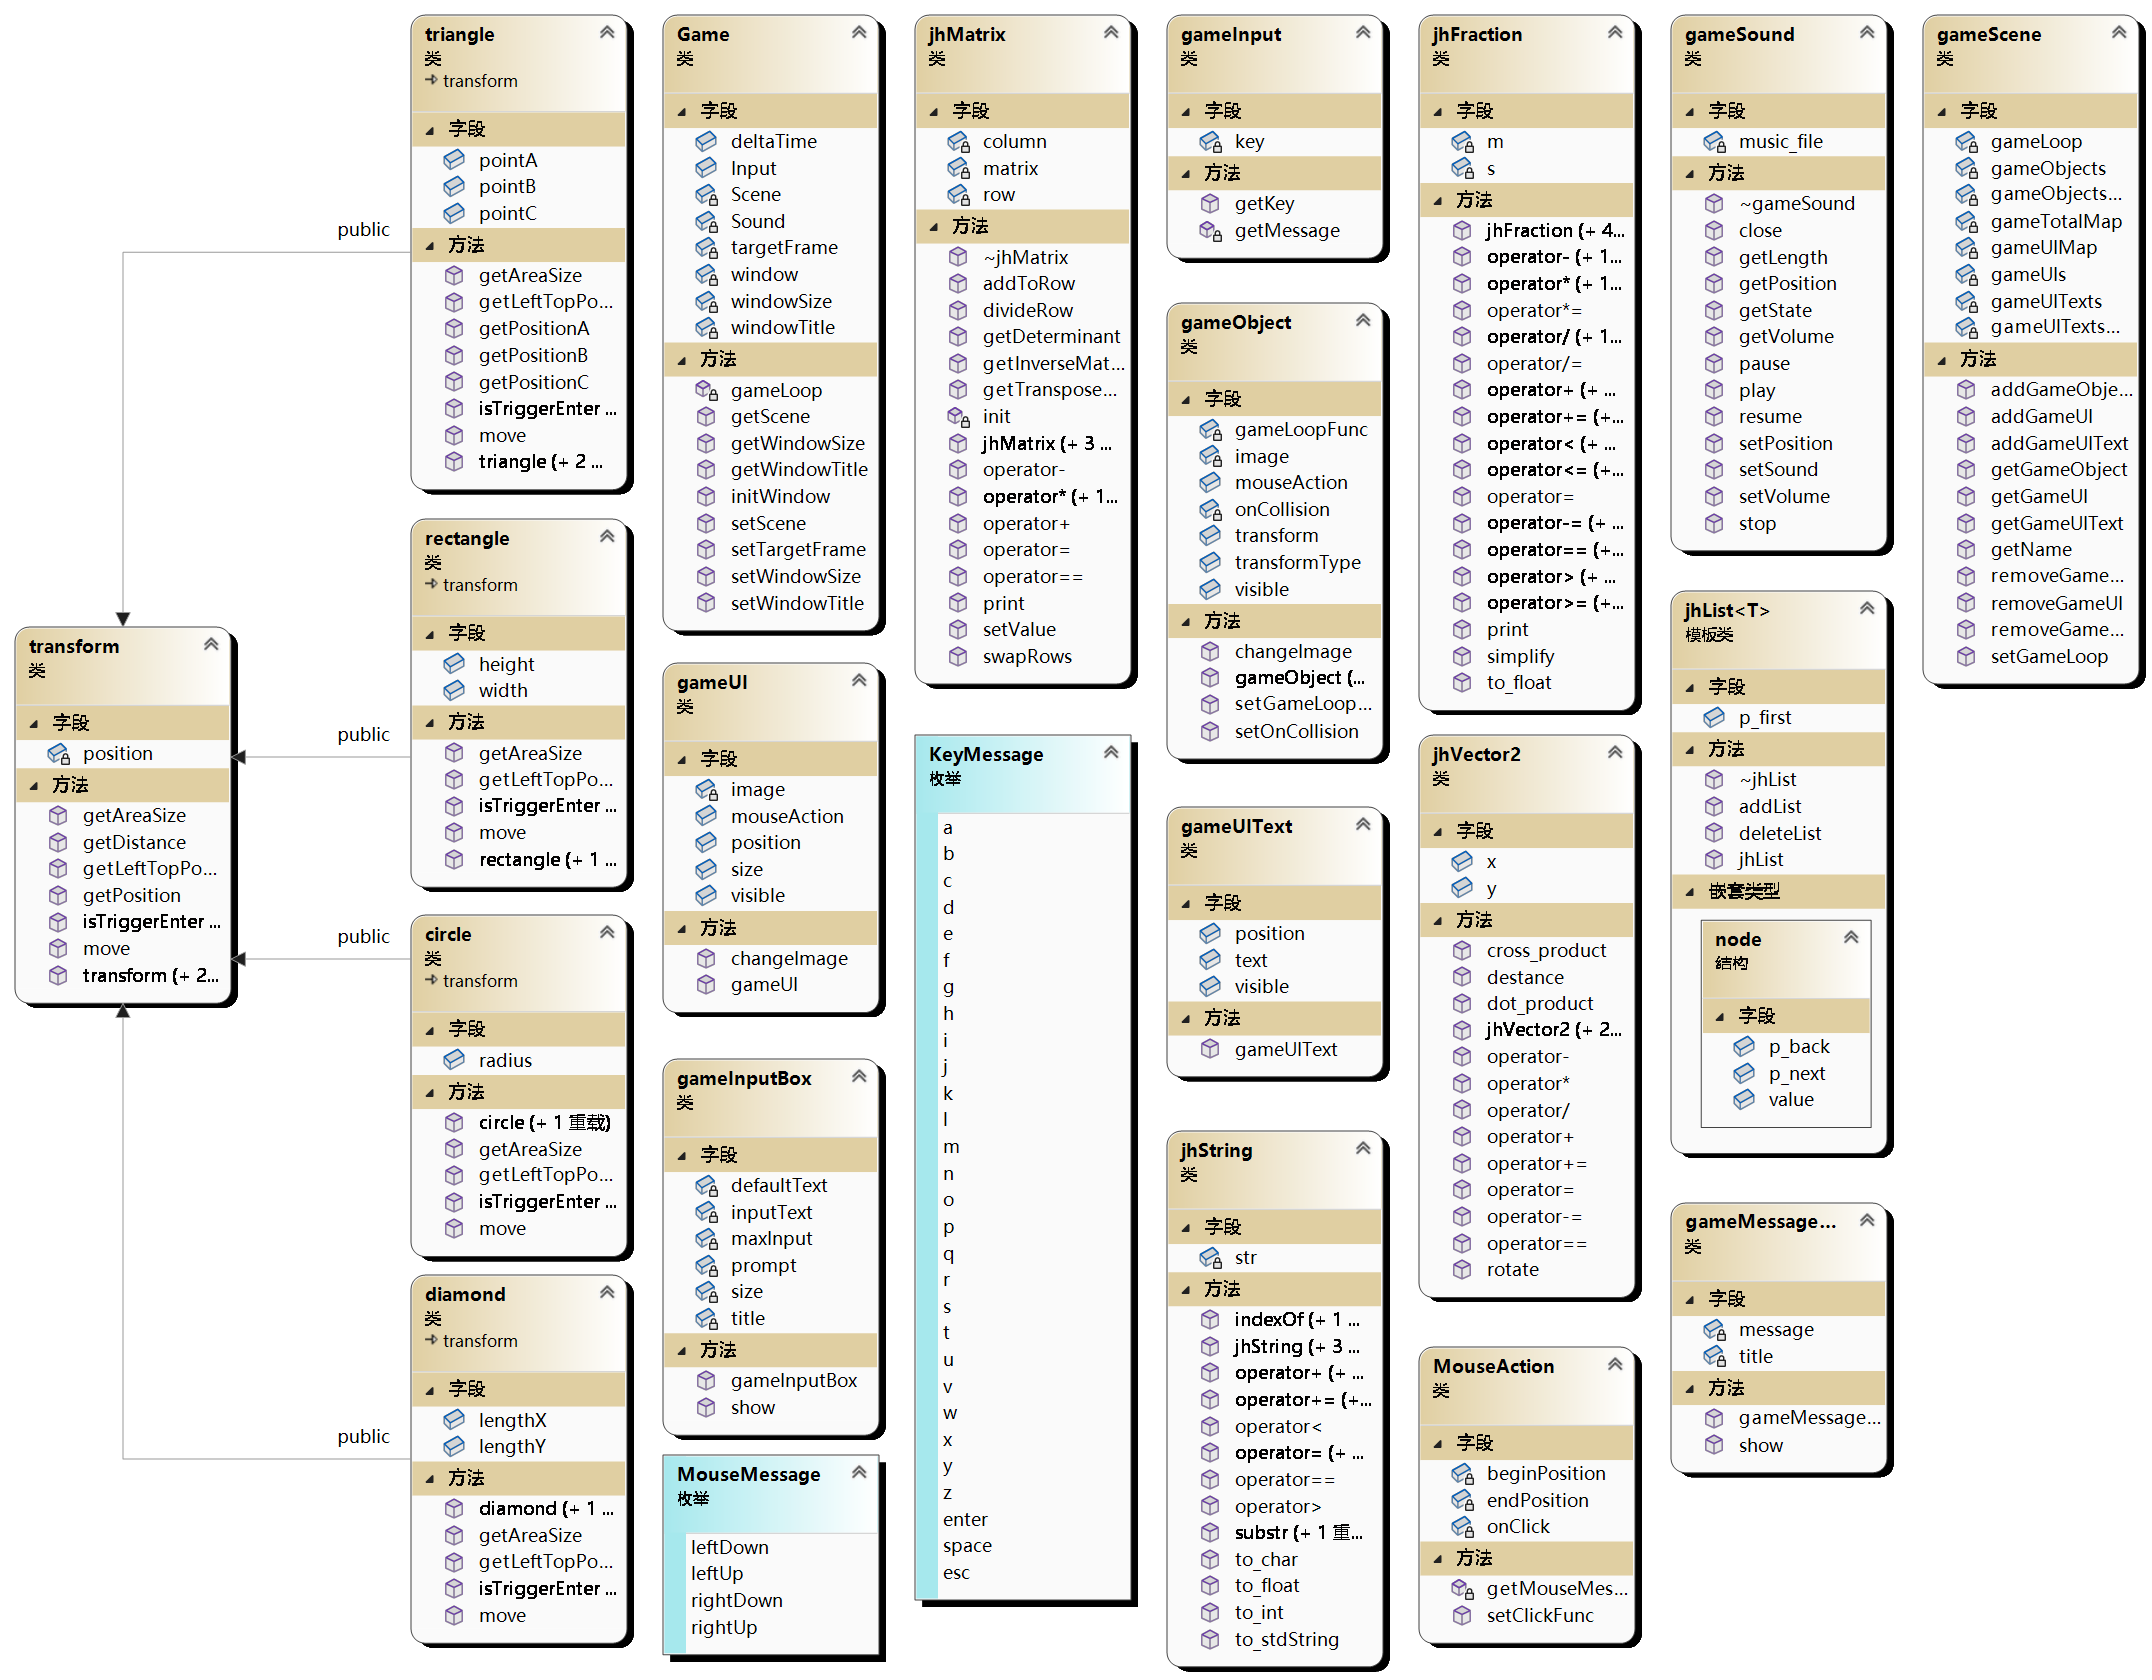 triangle
类
transform
字段
pointA
pointB
pointC
方法
getAreaSize
getLeftTopPo...
getPositionA
getPositionB
getPositionC
isTriggerEnter ...
move
triangle (+ 2 ...
public
rectangle
类
transform
字段
height
width
方法
getAreaSize
getLeftTopPo...
isTriggerEnter ...
move
rectangle (+ 1 ...
public
transform
类
字段
position
方法
getAreaSize
getDistance
getLeftTopPo...
getPosition
isTriggerEnter ...
move
transform (+ 2...
public
circle
类
transform
字段
radius
方法
circle (+ 1 重载)
getAreaSize
getLeftTopPo...
isTriggerEnter ...
move
public
diamond
类
transform
字段
lengthX
lengthY
方法
diamond (+ 1 ...
getAreaSize
getLeftTopPo...
isTriggerEnter ...
move
Game
类
字段
deltaTime
Input
Scene
Sound
targetFrame
window
windowSize
windowTitle
方法
gameLoop
getScene
getWindowSize
getWindowTitle
initWindow
setScene
setTargetFrame
setWindowSize
setWindowTitle
gameUI
类
字段
image
mouseAction
position
size
visible
方法
changeImage
gameUI
gameInputBox
类
字段
defaultText
inputText
maxInput
prompt
size
title
方法
gameInputBox
show
MouseMessage
枚举
leftDown
leftUp
rightDown
rightUp
jhMatrix
类
字段
column
matrix
row
方法
~jhMatrix
addToRow
divideRow
getDeterminant
getInverseMat...
getTranspose...
init
jhMatrix (+ 3 ...
operator-
operator* (+ 1...
operator+
operator=
operator==
print
setValue
swapRows
KeyMessage
枚举
a
b
c
d
e
f
g
h
i
j
k
l
m
n
o
p
q
r
s
t
u
v
w
x
y
z
enter
space
esc
gameInput
类
字段
key
方法
getKey
getMessage
gameObject
类
字段
gameLoopFunc
image
mouseAction
onCollision
transform
transformType
visible
方法
changeImage
gameObject (...
setGameLoop...
setOnCollision
gameUIText
类
字段
position
text
visible
方法
gameUIText
jhString
类
字段
str
方法
indexOf (+ 1 ...
jhString (+ 3 ...
operator+ (+ ...
operator+= (+...
operator<
operator= (+ ...
operator==
operator>
substr (+ 1 重...
to_char
to_float
to_int
to_stdString
jhFraction
类
字段
m
s
方法
jhFraction (+ 4...
operator- (+ 1...
operator* (+ 1...
operator*=
operator/ (+ 1...
operator/=
operator+ (+ ...
operator+= (+...
operator< (+ ...
operator<= (+...
operator=
operator-= (+ ...
operator== (+...
operator> (+ ...
operator>= (+...
print
simplify
to_float
jhVector2
类
字段
x
y
方法
cross_product
destance
dot_product
jhVector2 (+ 2...
operator-
operator*
operator/
operator+
operator+=
operator=
operator-=
operator==
rotate
MouseAction
类
字段
beginPosition
endPosition
onClick
方法
getMouseMes...
setClickFunc
gameSound
类
字段
music_file
方法
~gameSound
close
getLength
getPosition
getState
getVolume
pause
play
resume
setPosition
setSound
setVolume
stop
jhList<T>
模板类
字段
p_first
方法
~jhList
addList
deleteList
jhList
嵌套类型
node
结构
字段
p_back
p_next
value
gameMessage...
类
字段
message
title
方法
gameMessage...
show
gameScene
类
字段
gameLoop
gameObjects
gameObjects...
gameTotalMap
gameUIMap
gameUIs
gameUITexts
gameUITexts...
方法
addGameObje...
addGameUI
addGameUIText
getGameObject
getGameUI
getGameUIText
getName
removeGame...
removeGameUI
removeGame...
setGameLoop